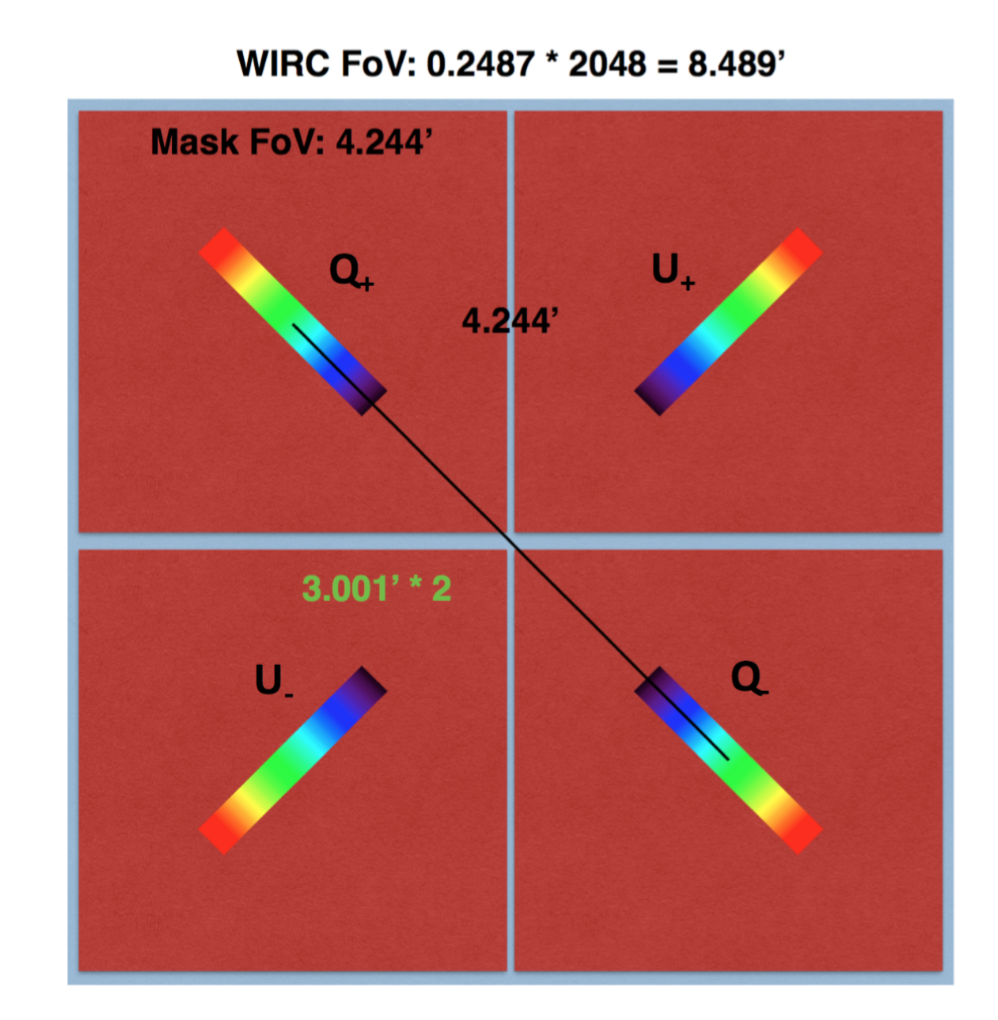 WIRC FoV: 0.2487 * 2048 = 8.489’
Mask FoV: 4.244’
Q+
U+
4.244’
3.001’ * 2
U-
Q-